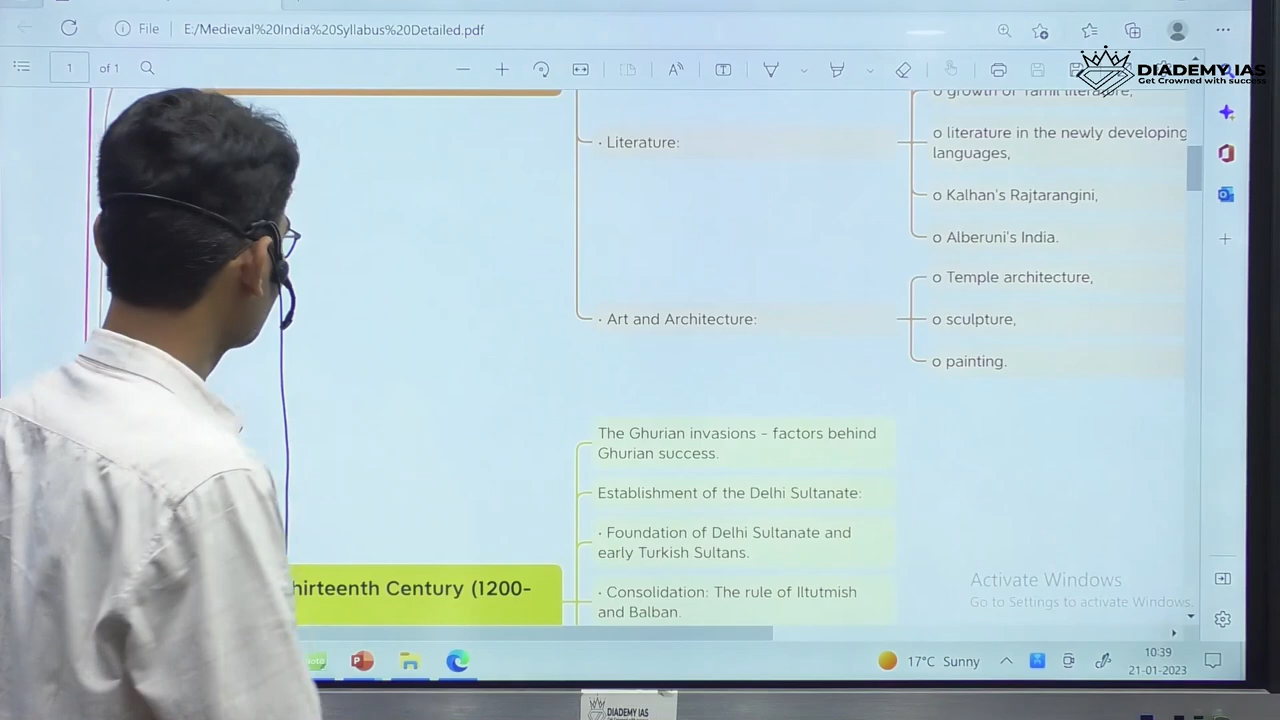 File E:/Medieval%20India%20Syllabus%20Detailed.pdf
1 of 1
DIADEMY IAS
Get Crowned with success
o growth of Tamil literature,
· Literature:
o literature in the newly developing
languages,
o Kalhan's Rajtarangini,
o Alberuni's India.
· Art and Architecture:
o Temple architecture,
o sculpture,
o painting.
The Ghurian invasions - factors behind
Ghurian success.
Establishment of the Delhi Sultanate:
· Foundation of Delhi Sultanate and
early Turkish Sultans.
hirteenth Century (1200-
· Consolidation: The rule of Iltutmish
and Balban.
Activate Windows
Go to Settings to activate Windows.
17°C Sunny
10:39
21-01-2023
DIADEMY IAS